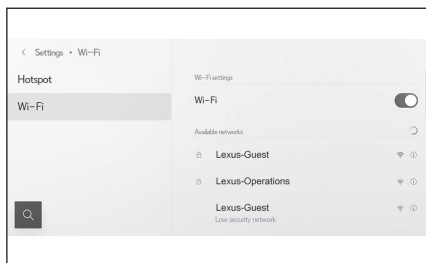 < Settings • Wi-Fi
Hotspot
Wi-Fi
Wi-Fi settings
Wi-Fi
Available networks
Lexus-Guest
Lexus-Operations
Lexus-Guest
Low security network